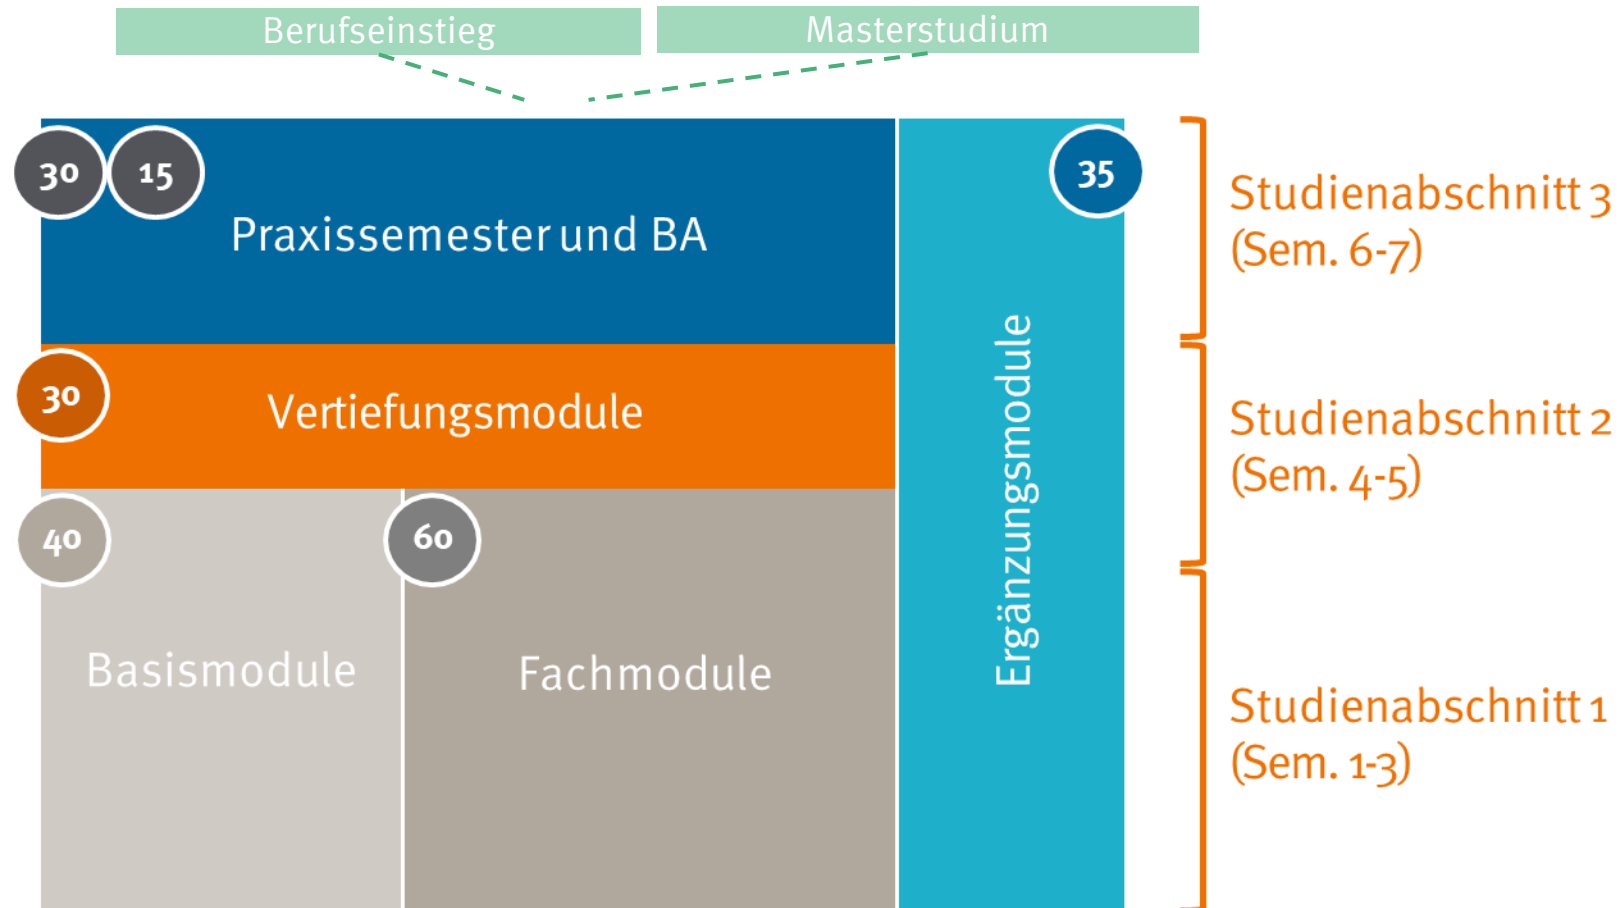 Berufseinstieg
Masterstudium
30
15
Praxissemester und BA
35
Studienabschnitt 3
(Sem. 6-7)
30
Vertiefungsmodule
Ergänzungsmodule
Studienabschnitt 2
(Sem. 4-5)
40
Basismodule
60
Fachmodule
Studienabschnitt 1
(Sem. 1-3)